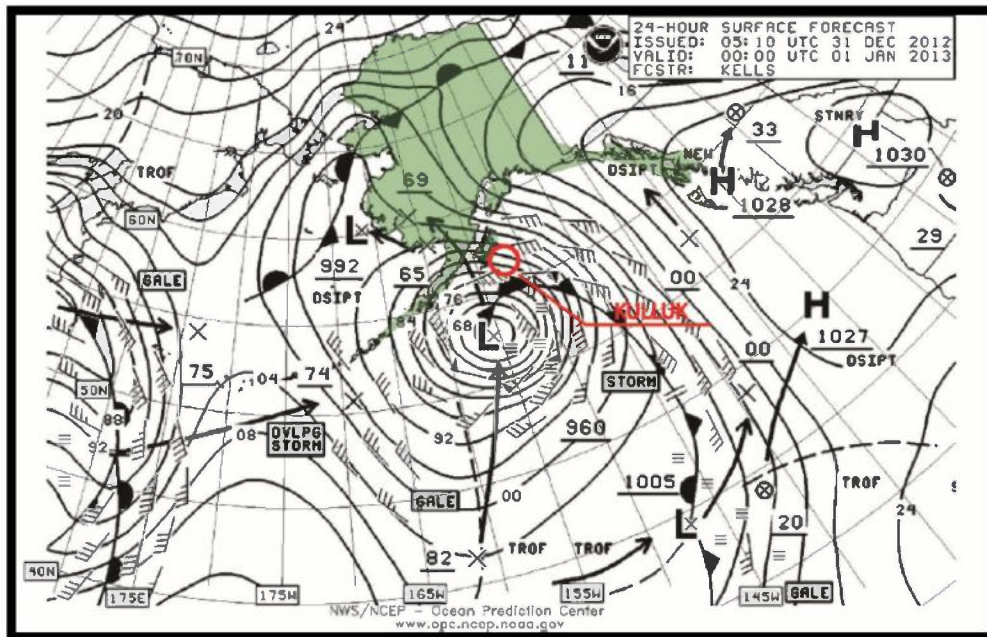 24-HOUR SURFACE FORECAST
ISSUED: 05:10 UTC 31 DEC 2012
VALID: 00:00 UTC 01 JAN 2013
FCSTR: KELLS
11
70N
16
20
STNRY
33
H
1030
NEW
DSIPT
H
1028
TROF
69
60N
29
L
992
65
DSIPT
GALE
00
24
76
84
68
L
KULLUK
H
1027
DSIPT
00
75
04
74
STORM
50N
88
92
08
DVLPG
STORM
92
960
GALE
00
1005
TROF
24
L
20
82
TROF
TROF
40N
175E
175W
165W
155W
145W
GALE
NWS/NCEP – Ocean Prediction Center
www.opc.ncep.noaa.gov